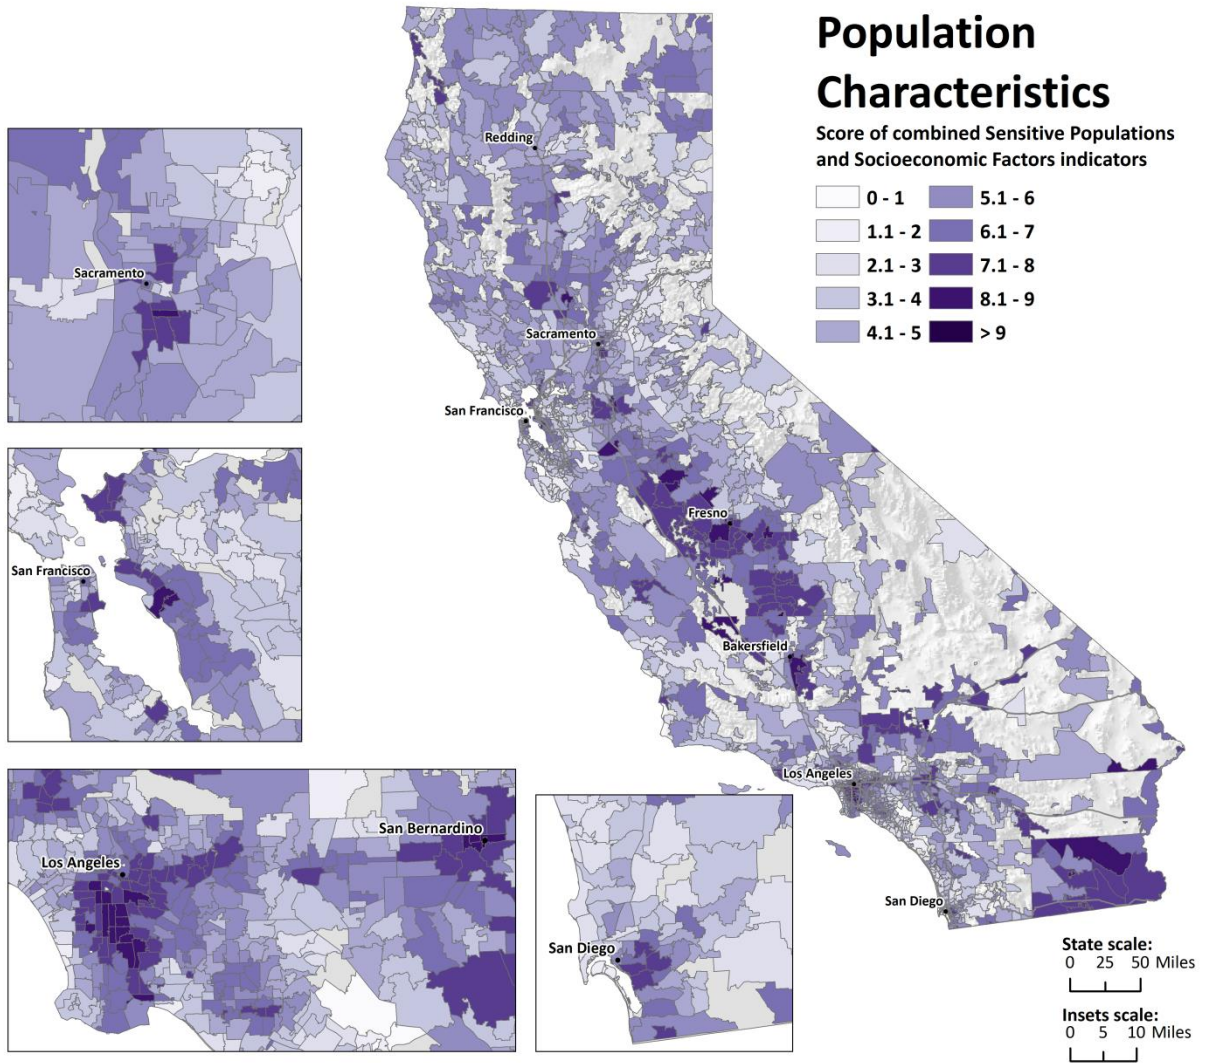 Population
Characteristics
Score of combined Sensitive Populations
and Socioeconomic Factors indicators
0 - 1
5.1 - 6
1.1 - 2
6.1 - 7
2.1 - 3
7.1 - 8
3.1 - 4
8.1 - 9
4.1 - 5
> 9
Redding
Sacramento
San Francisco
Fresno
Bakersfield
Los Angeles
San Diego
Sacramento
San Francisco
Los Angeles
San Bernardino
San Diego
State scale:
0 25 50 Miles
Insets scale:
0 5 10 Miles